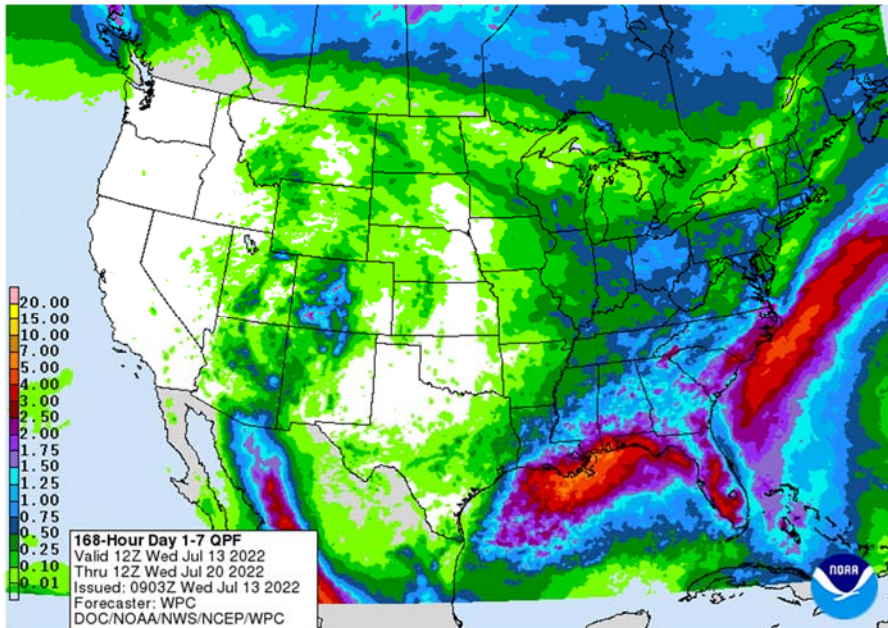 20.00
15.00
10.00
7.00
5.00
4.00
3.00
2.50
2.00
1.75
1.50
1.25
1.00
0.75
0.50
0.25
0.10
0.01
168-Hour Day 1-7 QPF
Valid 12Z Wed Jul 13 2022
Thru 12Z Wed Jul 20 2022
Issued: 0903Z Wed Jul 13 2022
Forecaster: WPC
DOC/NOAA/NWS/NCEP/WPC
NOAA